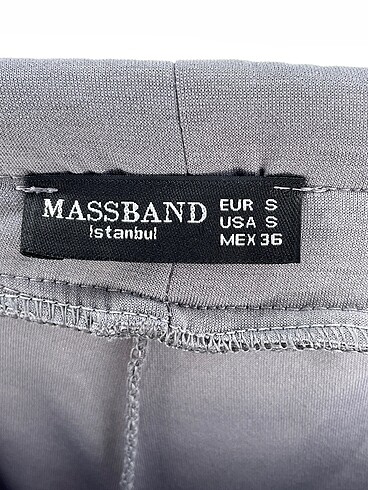 MASSBAND
Istanbul
EUR S
USA S
MEX 36